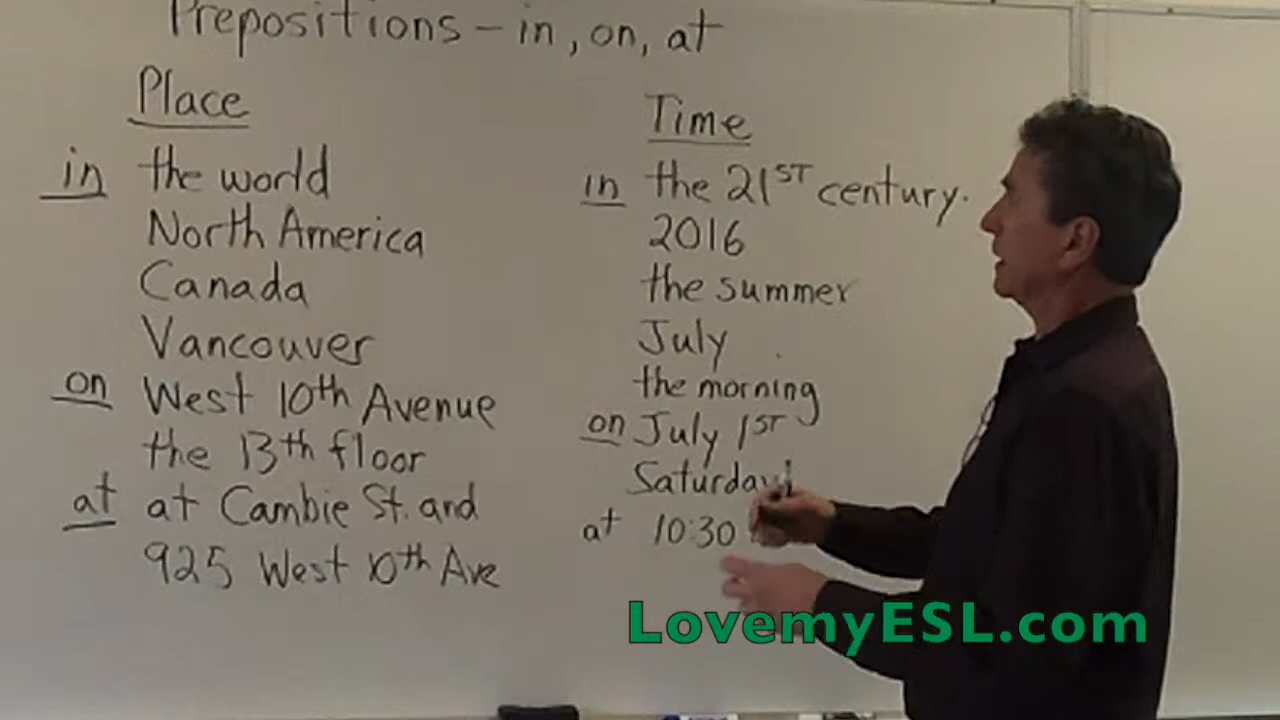 Prepositions - in, on, at
Place
in the world
North America
Canada
Vancouver
on West 10th Avenue
the 13th floor
at at Cambie St. and
925 West 10th Ave
Time
in the 21ST century.
2016
the summer
July
the morning
on July 1ST
Saturday
at 10:30
LovemyESL.com